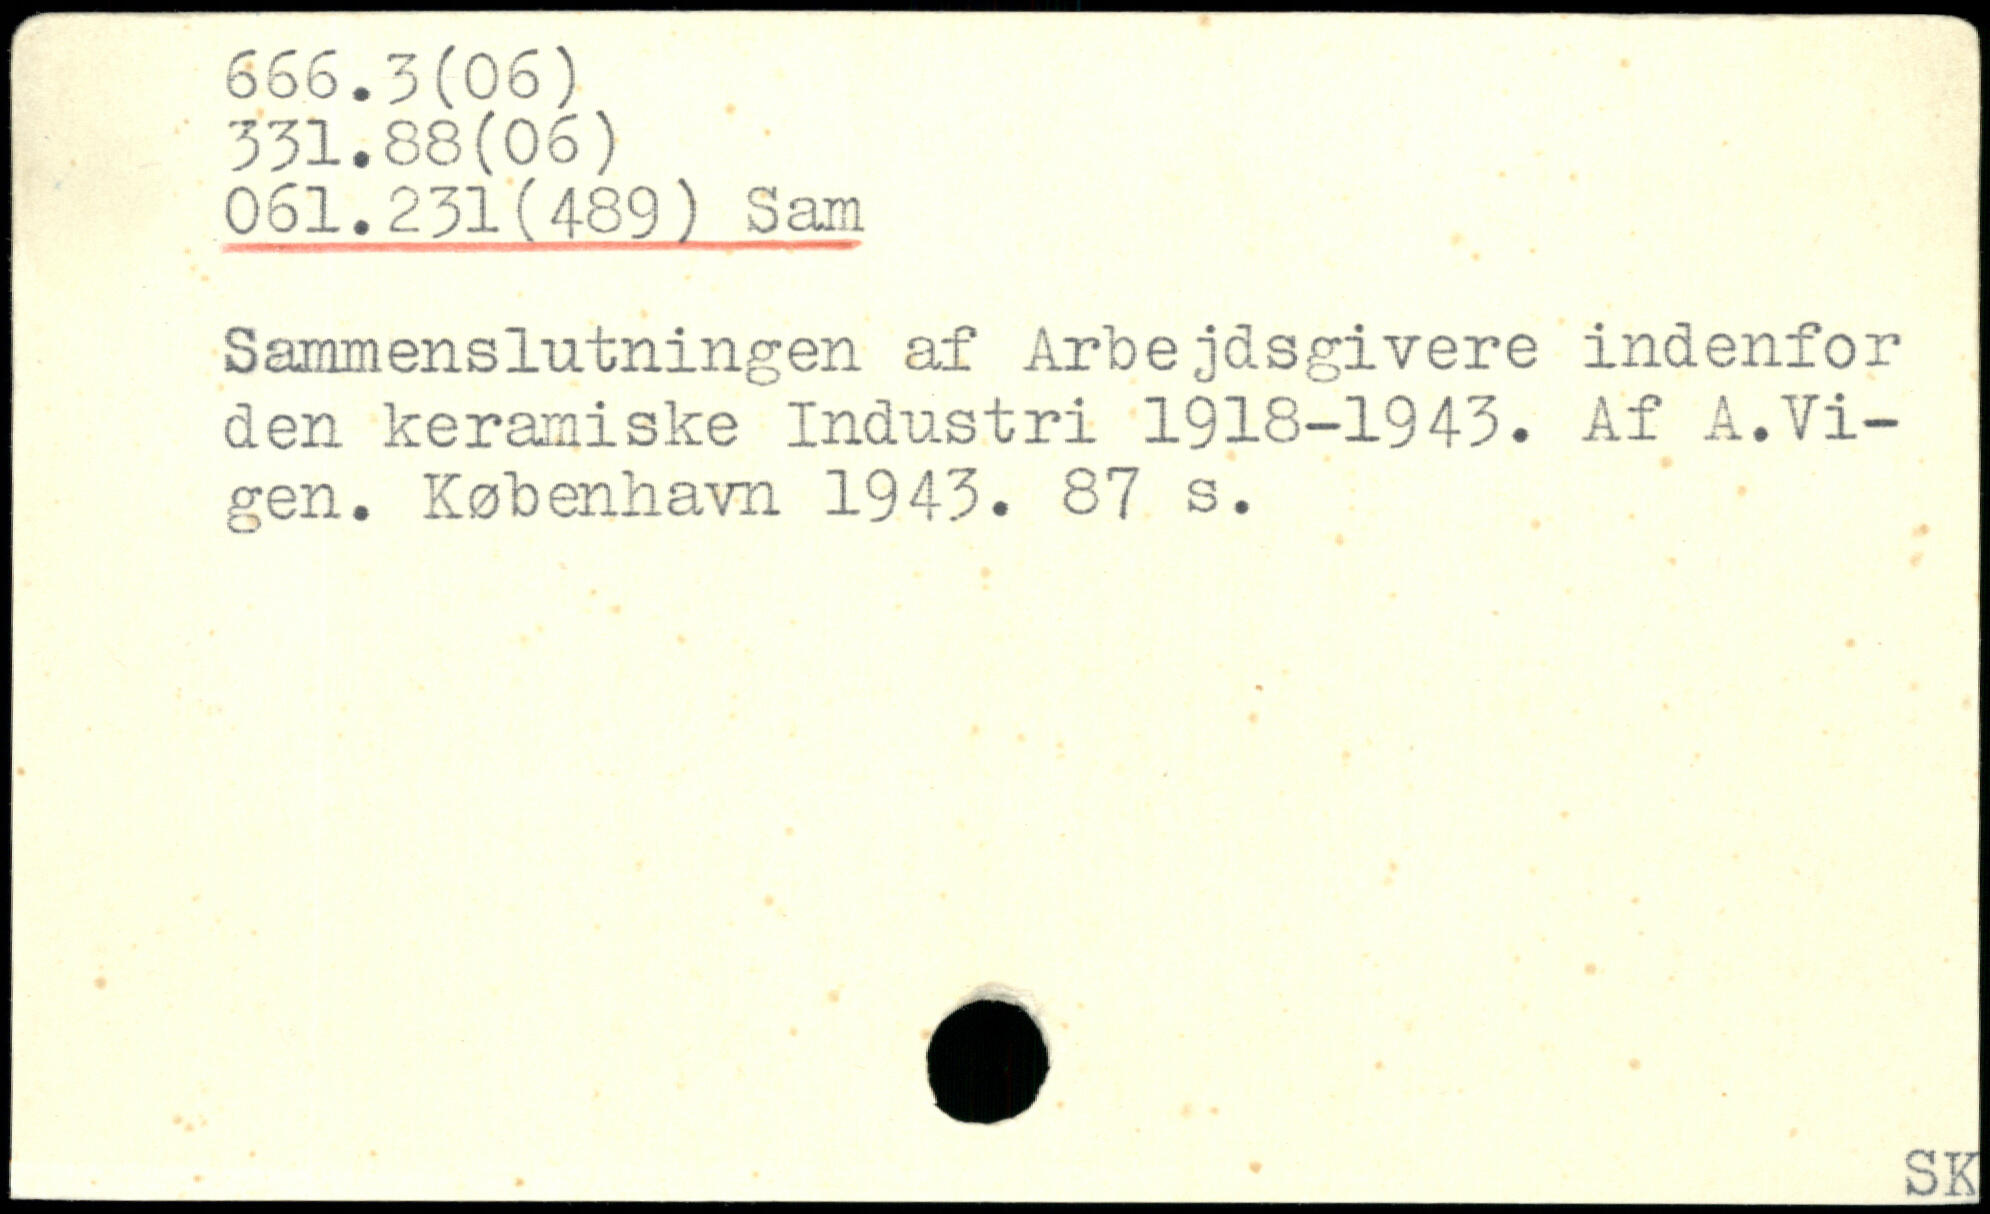 666.3(06)
331.88(06)
061.231(489) Sam
Sammenslutningen af Arbejdsgivere indenfor
den keramiske Industri 1918-1943. Af A.Vi-
gen. København 1943. 87 s.
SK